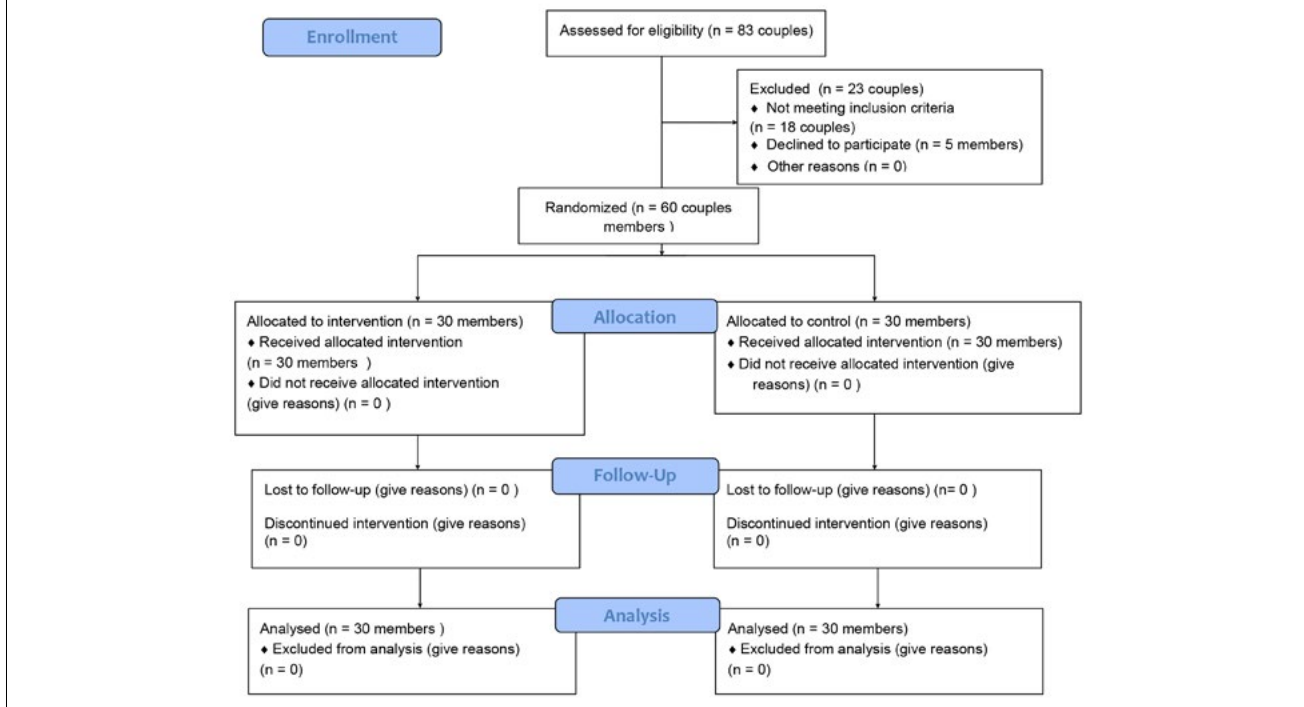 Enrollment
Assessed for eligibility (n = 83 couples)
Excluded (n = 23 couples)
♦ Not meeting inclusion criteria
(n = 18 couples)
♦ Declined to participate (n = 5 members)
♦ Other reasons (n = 0)
Randomized (n = 60 couples
members )
Allocation
Allocated to intervention (n = 30 members)
♦ Received allocated intervention
(n = 30 members )
♦ Did not receive allocated intervention
(give reasons) (n = 0 )
Allocated to control (n = 30 members)
♦ Received allocated intervention (n = 30 members)
♦ Did not receive allocated intervention (give
reasons) (n = 0 )
Follow-Up
Lost to follow-up (give reasons) (n = 0 )
Discontinued intervention (give reasons)
(n = 0)
Lost to follow-up (give reasons) (n= 0 )
Discontinued intervention (give reasons)
(n = 0)
Analysis
Analysed (n = 30 members )
♦ Excluded from analysis (give reasons)
(n = 0)
Analysed (n = 30 members)
♦ Excluded from analysis (give reasons)
(n = 0)